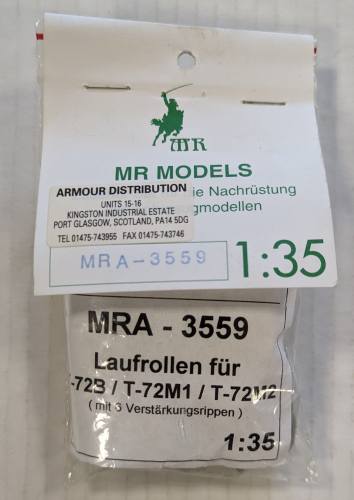 MR
MR MODELS
ie Nachrüstung
gmodellen
ARMOUR DISTRIBUTION
UNITS 15-16
KINGSTON INDUSTRIAL ESTATE
PORT GLASGOW, SCOTLAND, PA14 5DG
TEL 01475-743955 FAX 01475-743746
MRA-3559
1:35
MRA - 3559
Laufrollen für
-72B / T-72M1 / T-72M2
( mit 6 Verstärkungsrippen )
1:35